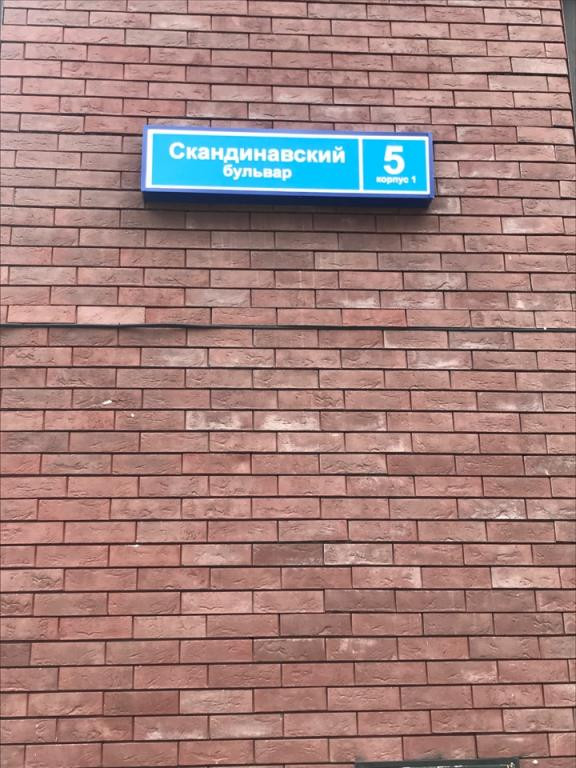 Скандинавский
бульвар
5
корпус 1